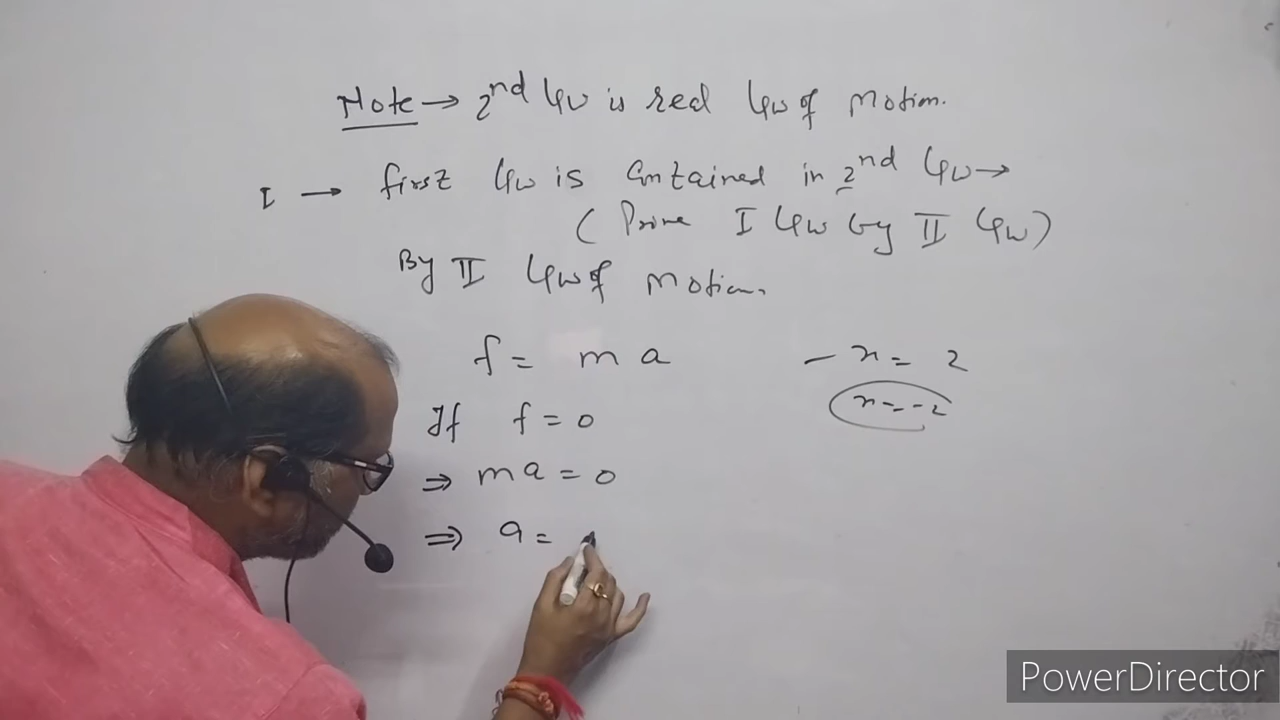 Note → 2nd law is real law of Motion.
I → first law is Contained in 2nd law →
( Prove I law by II law )
By II law of Motion.
f = m a
- x = 2
x = -2
If f = 0
⇒ m a = 0
⇒ a =
PowerDirector